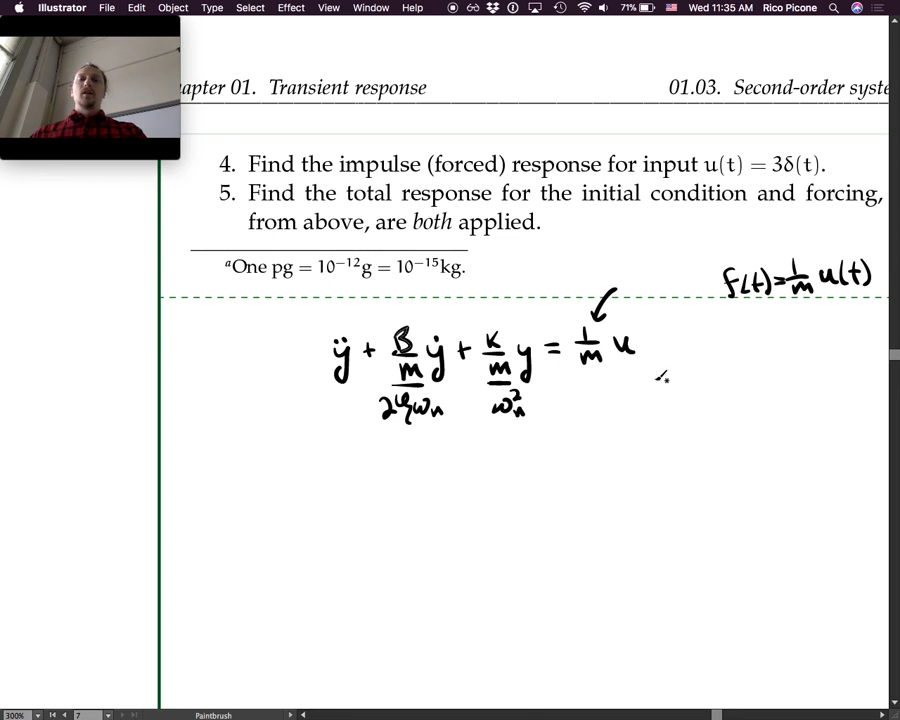 Illustrator File Edit Object Type Select Effect View Window Help 71% Wed 11:35 AM Rico Picone
apter 01. Transient response 01.03. Second-order syste
4. Find the impulse (forced) response for input u(t) = 3δ(t).
5. Find the total response for the initial condition and forcing,
from above, are both applied.
ᵃOne pg = 10⁻¹²g = 10⁻¹⁵kg.
f(t) = 1/m u(t)
ÿ + B/m ẏ + K/m y = 1/m u
2ζωₙ ωₙ²
300% 7 Paintbrush